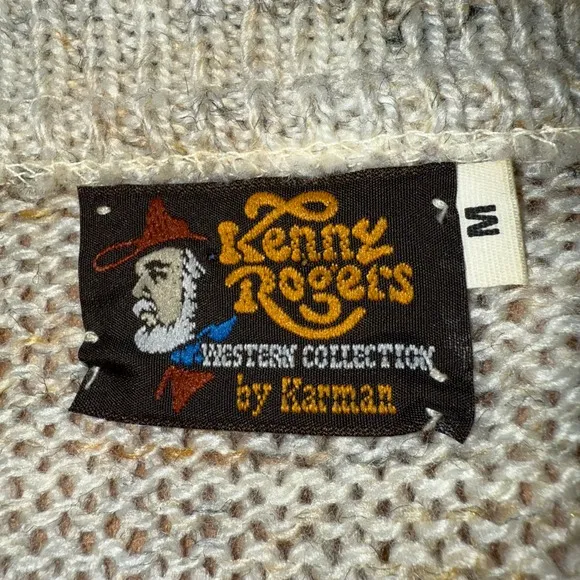 Kenny
Rogers
WESTERN COLLECTION
by Karman
M